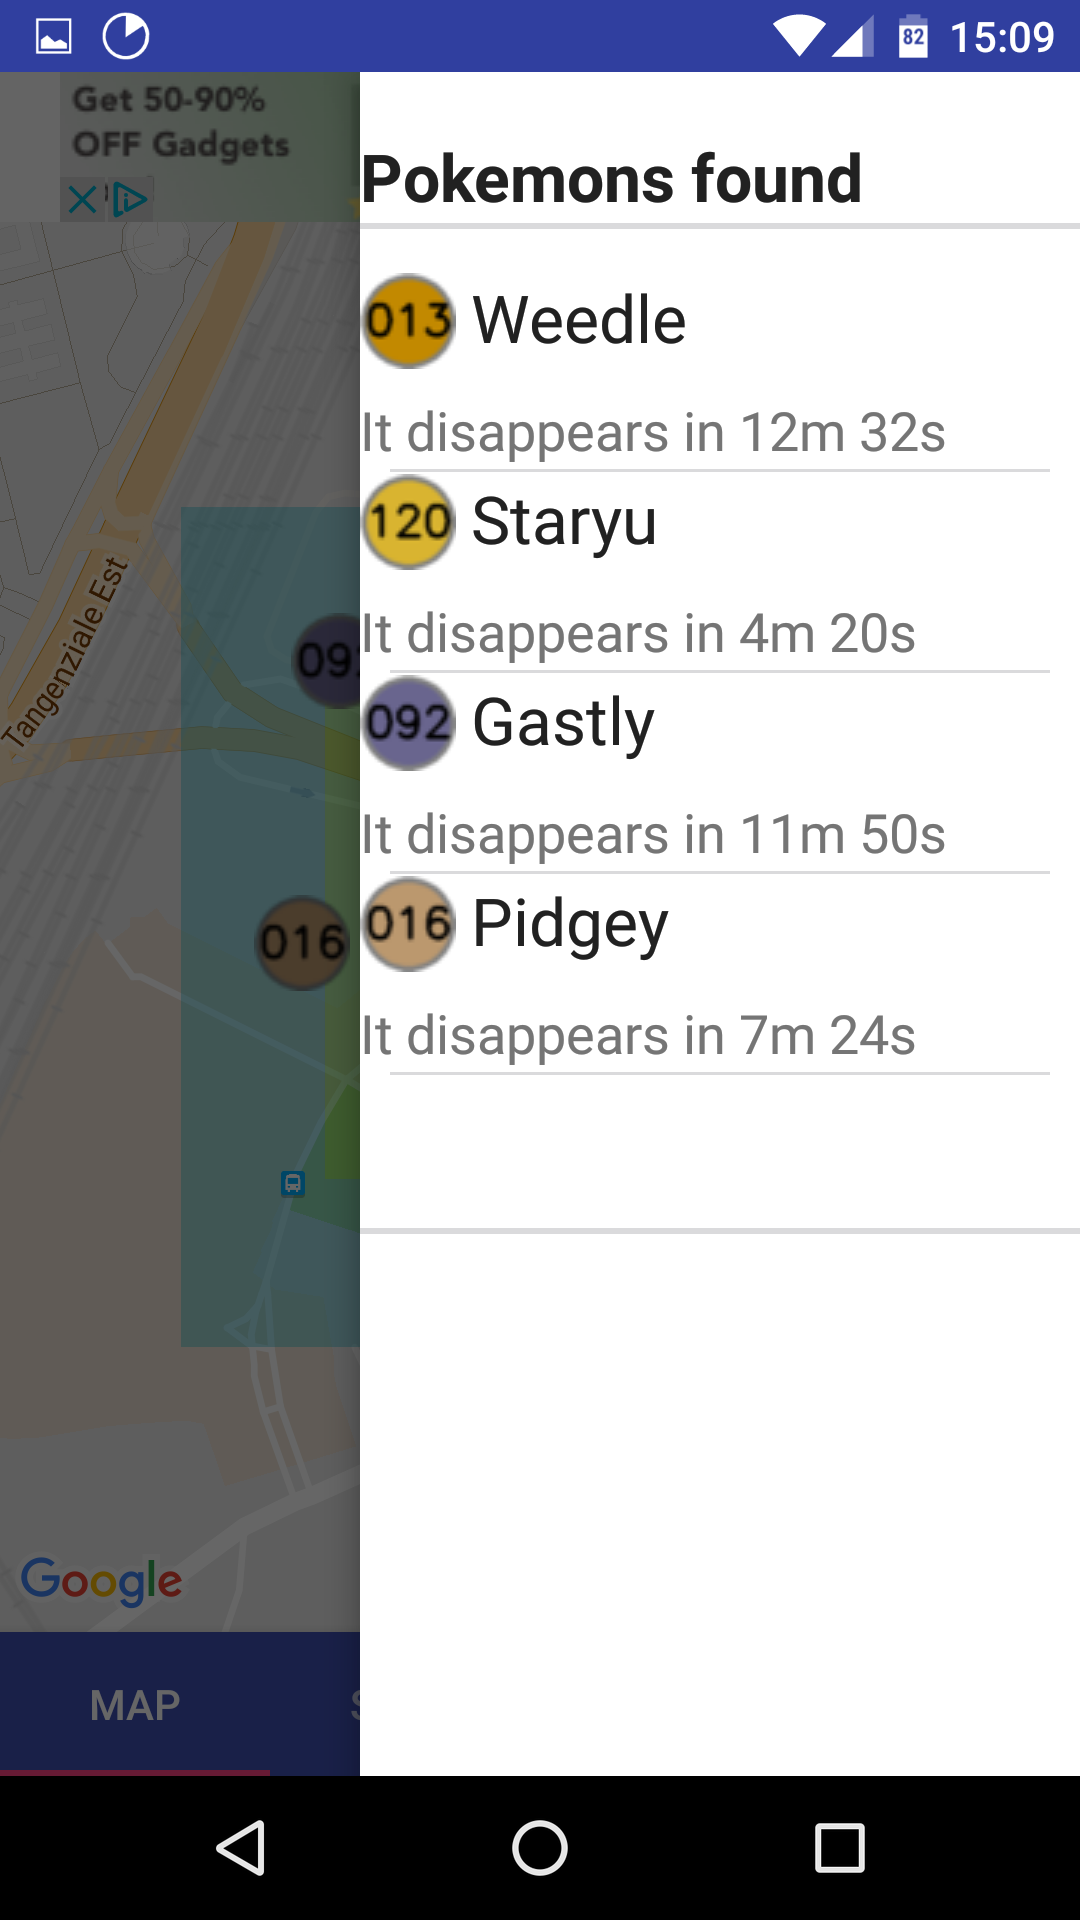 82 15:09
Get 50-90%
OFF Gadgets
Pokemons found
013 Weedle
It disappears in 12m 32s
120 Staryu
It disappears in 4m 20s
092 Gastly
It disappears in 11m 50s
016 Pidgey
It disappears in 7m 24s
Tangenziale Est
016
Google
MAP